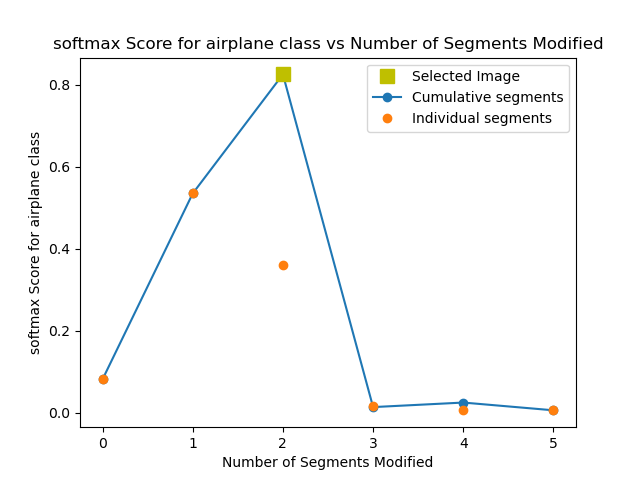 softmax Score for airplane class vs Number of Segments Modified
Selected Image
Cumulative segments
Individual segments
softmax Score for airplane class
0.8
0.6
0.4
0.2
0.0
0 1 2 3 4 5
Number of Segments Modified